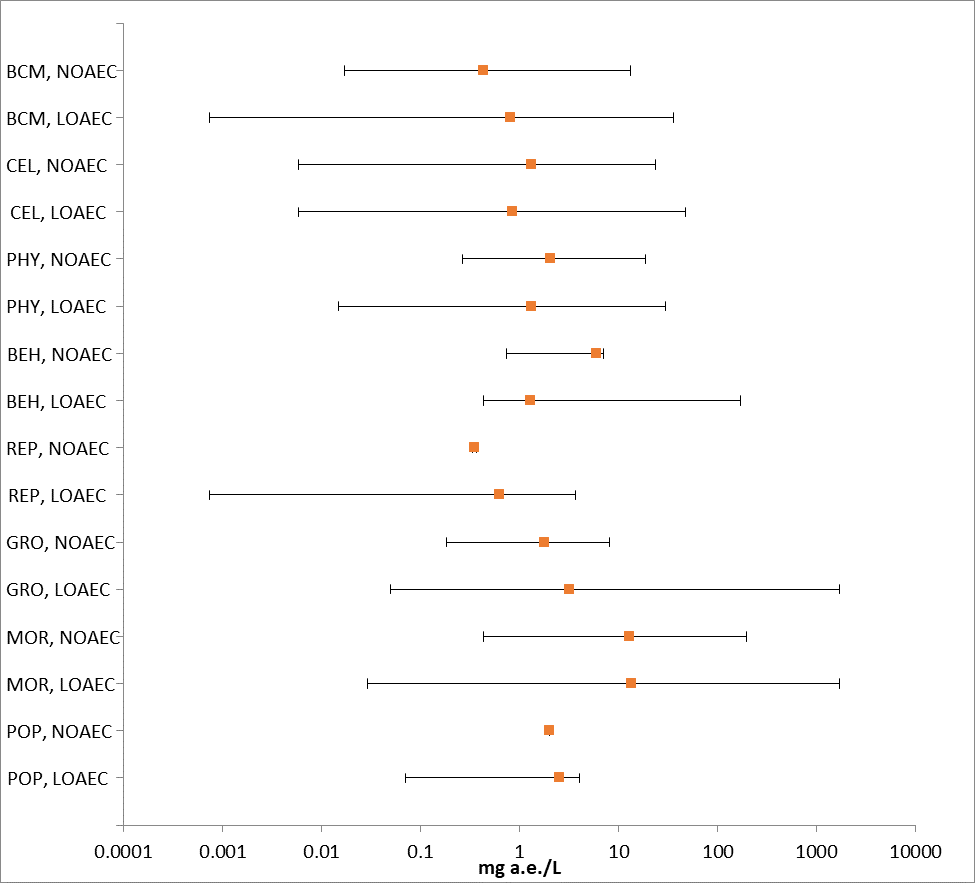 BCM, NOAEC
BCM, LOAEC
CEL, NOAEC
CEL, LOAEC
PHY, NOAEC
PHY, LOAEC
BEH, NOAEC
BEH, LOAEC
REP, NOAEC
REP, LOAEC
GRO, NOAEC
GRO, LOAEC
MOR, NOAEC
MOR, LOAEC
POP, NOAEC
POP, LOAEC
0.0001 0.001 0.01 0.1 1 10 100 1000 10000
mg a.e./L